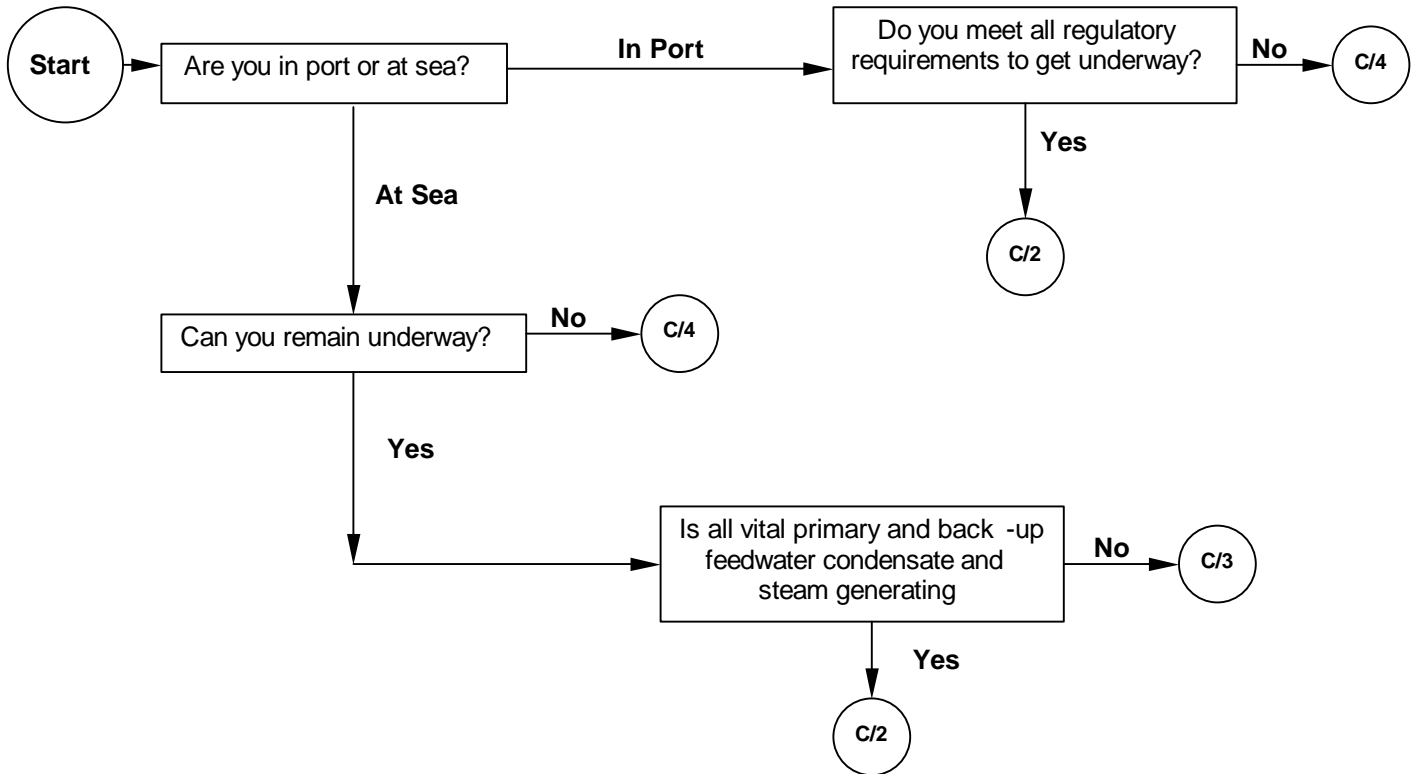 Start
Are you in port or at sea?
In Port
Do you meet all regulatory
requirements to get underway?
No
C/4
Yes
C/2
At Sea
Can you remain underway?
No
C/4
Yes
Is all vital primary and back -up
feedwater condensate and
steam generating
No
C/3
Yes
C/2